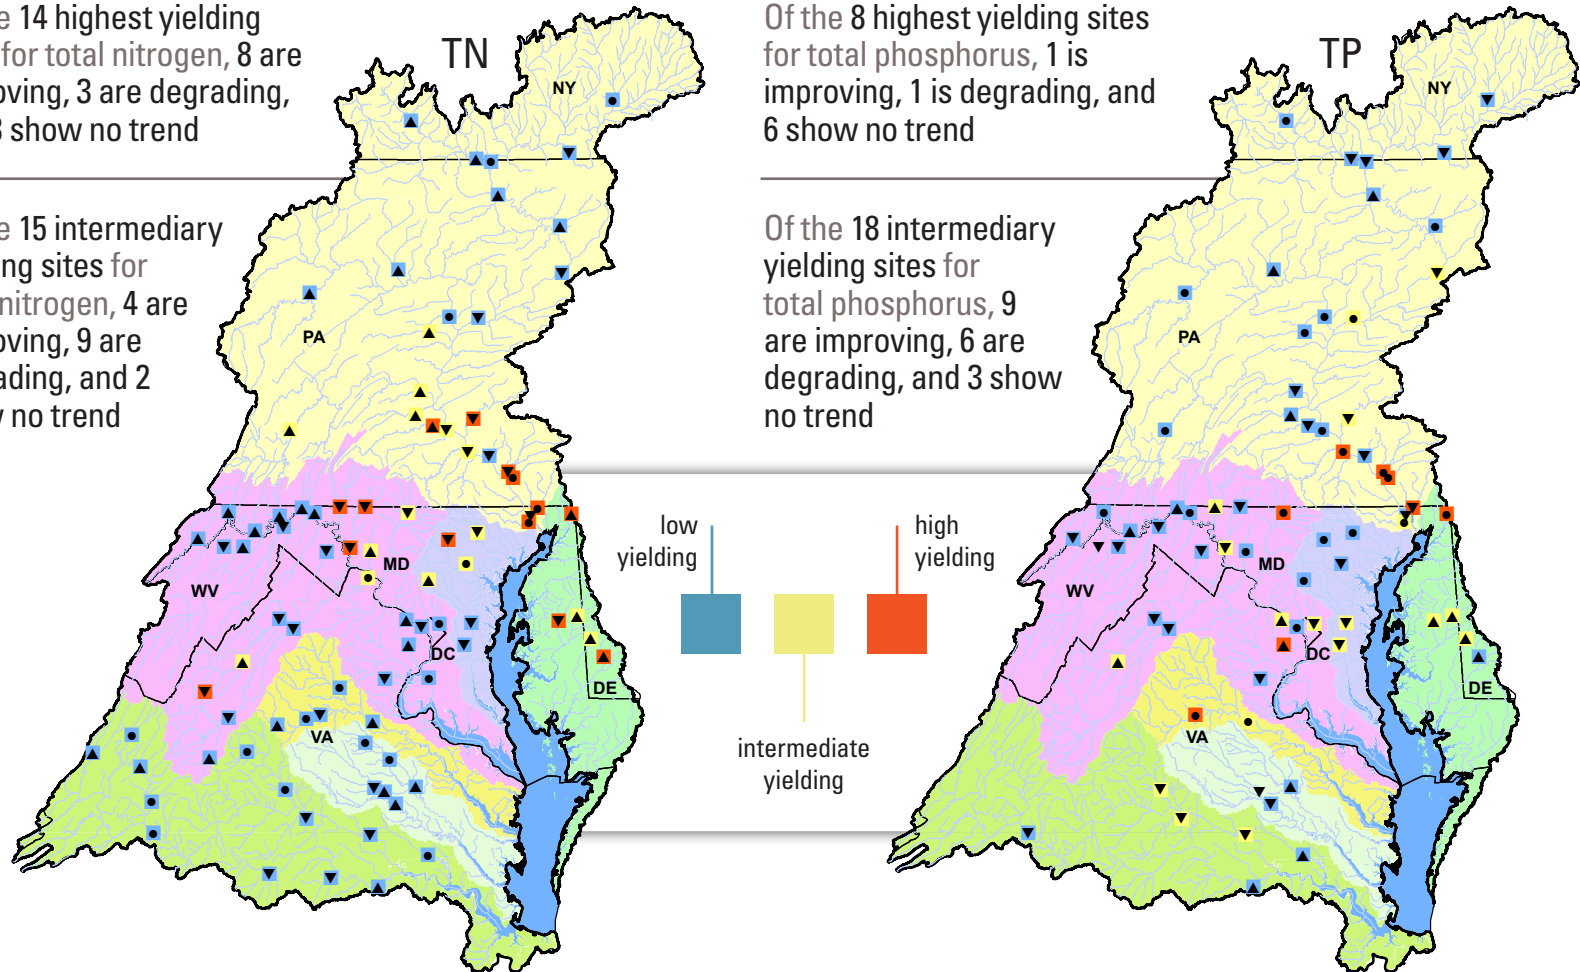 e 14 highest yielding
for total nitrogen, 8 are
oving, 3 are degrading,
3 show no trend
TN
NY
Of the 8 highest yielding sites
for total phosphorus, 1 is
improving, 1 is degrading, and
6 show no trend
TP
NY
e 15 intermediary
ng sites for
nitrogen, 4 are
oving, 9 are
ading, and 2
no trend
PA
Of the 18 intermediary
yielding sites for
total phosphorus, 9
are improving, 6 are
degrading, and 3 show
no trend
PA
low
yielding
high
yielding
intermediate
yielding
MD
WV
DC
DE
VA
MD
WV
DC
DE
VA